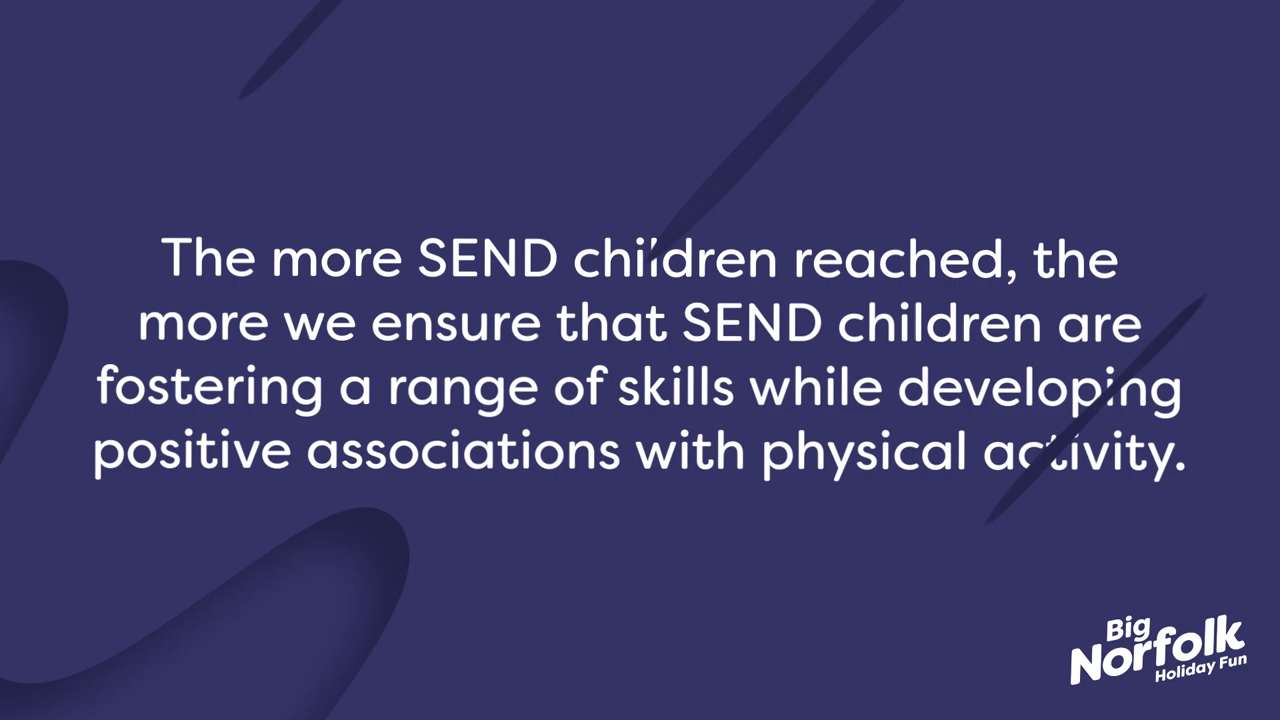 The more SEND children reached, the
more we ensure that SEND children are
fostering a range of skills while developing
positive associations with physical activity.
Big
Norfolk
Holiday Fun